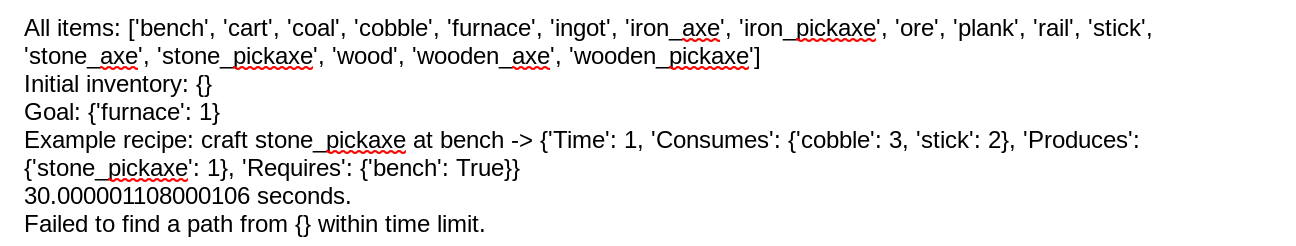 All items: ['bench', 'cart', 'coal', 'cobble', 'furnace', 'ingot', 'iron_axe', 'iron_pickaxe', 'ore', 'plank', 'rail', 'stick',
'stone_axe', 'stone_pickaxe', 'wood', 'wooden_axe', 'wooden_pickaxe']
Initial inventory: {}
Goal: {'furnace': 1}
Example recipe: craft stone_pickaxe at bench -> {'Time': 1, 'Consumes': {'cobble': 3, 'stick': 2}, 'Produces':
{'stone_pickaxe': 1}, 'Requires': {'bench': True}}
30.000001108000106 seconds.
Failed to find a path from {} within time limit.